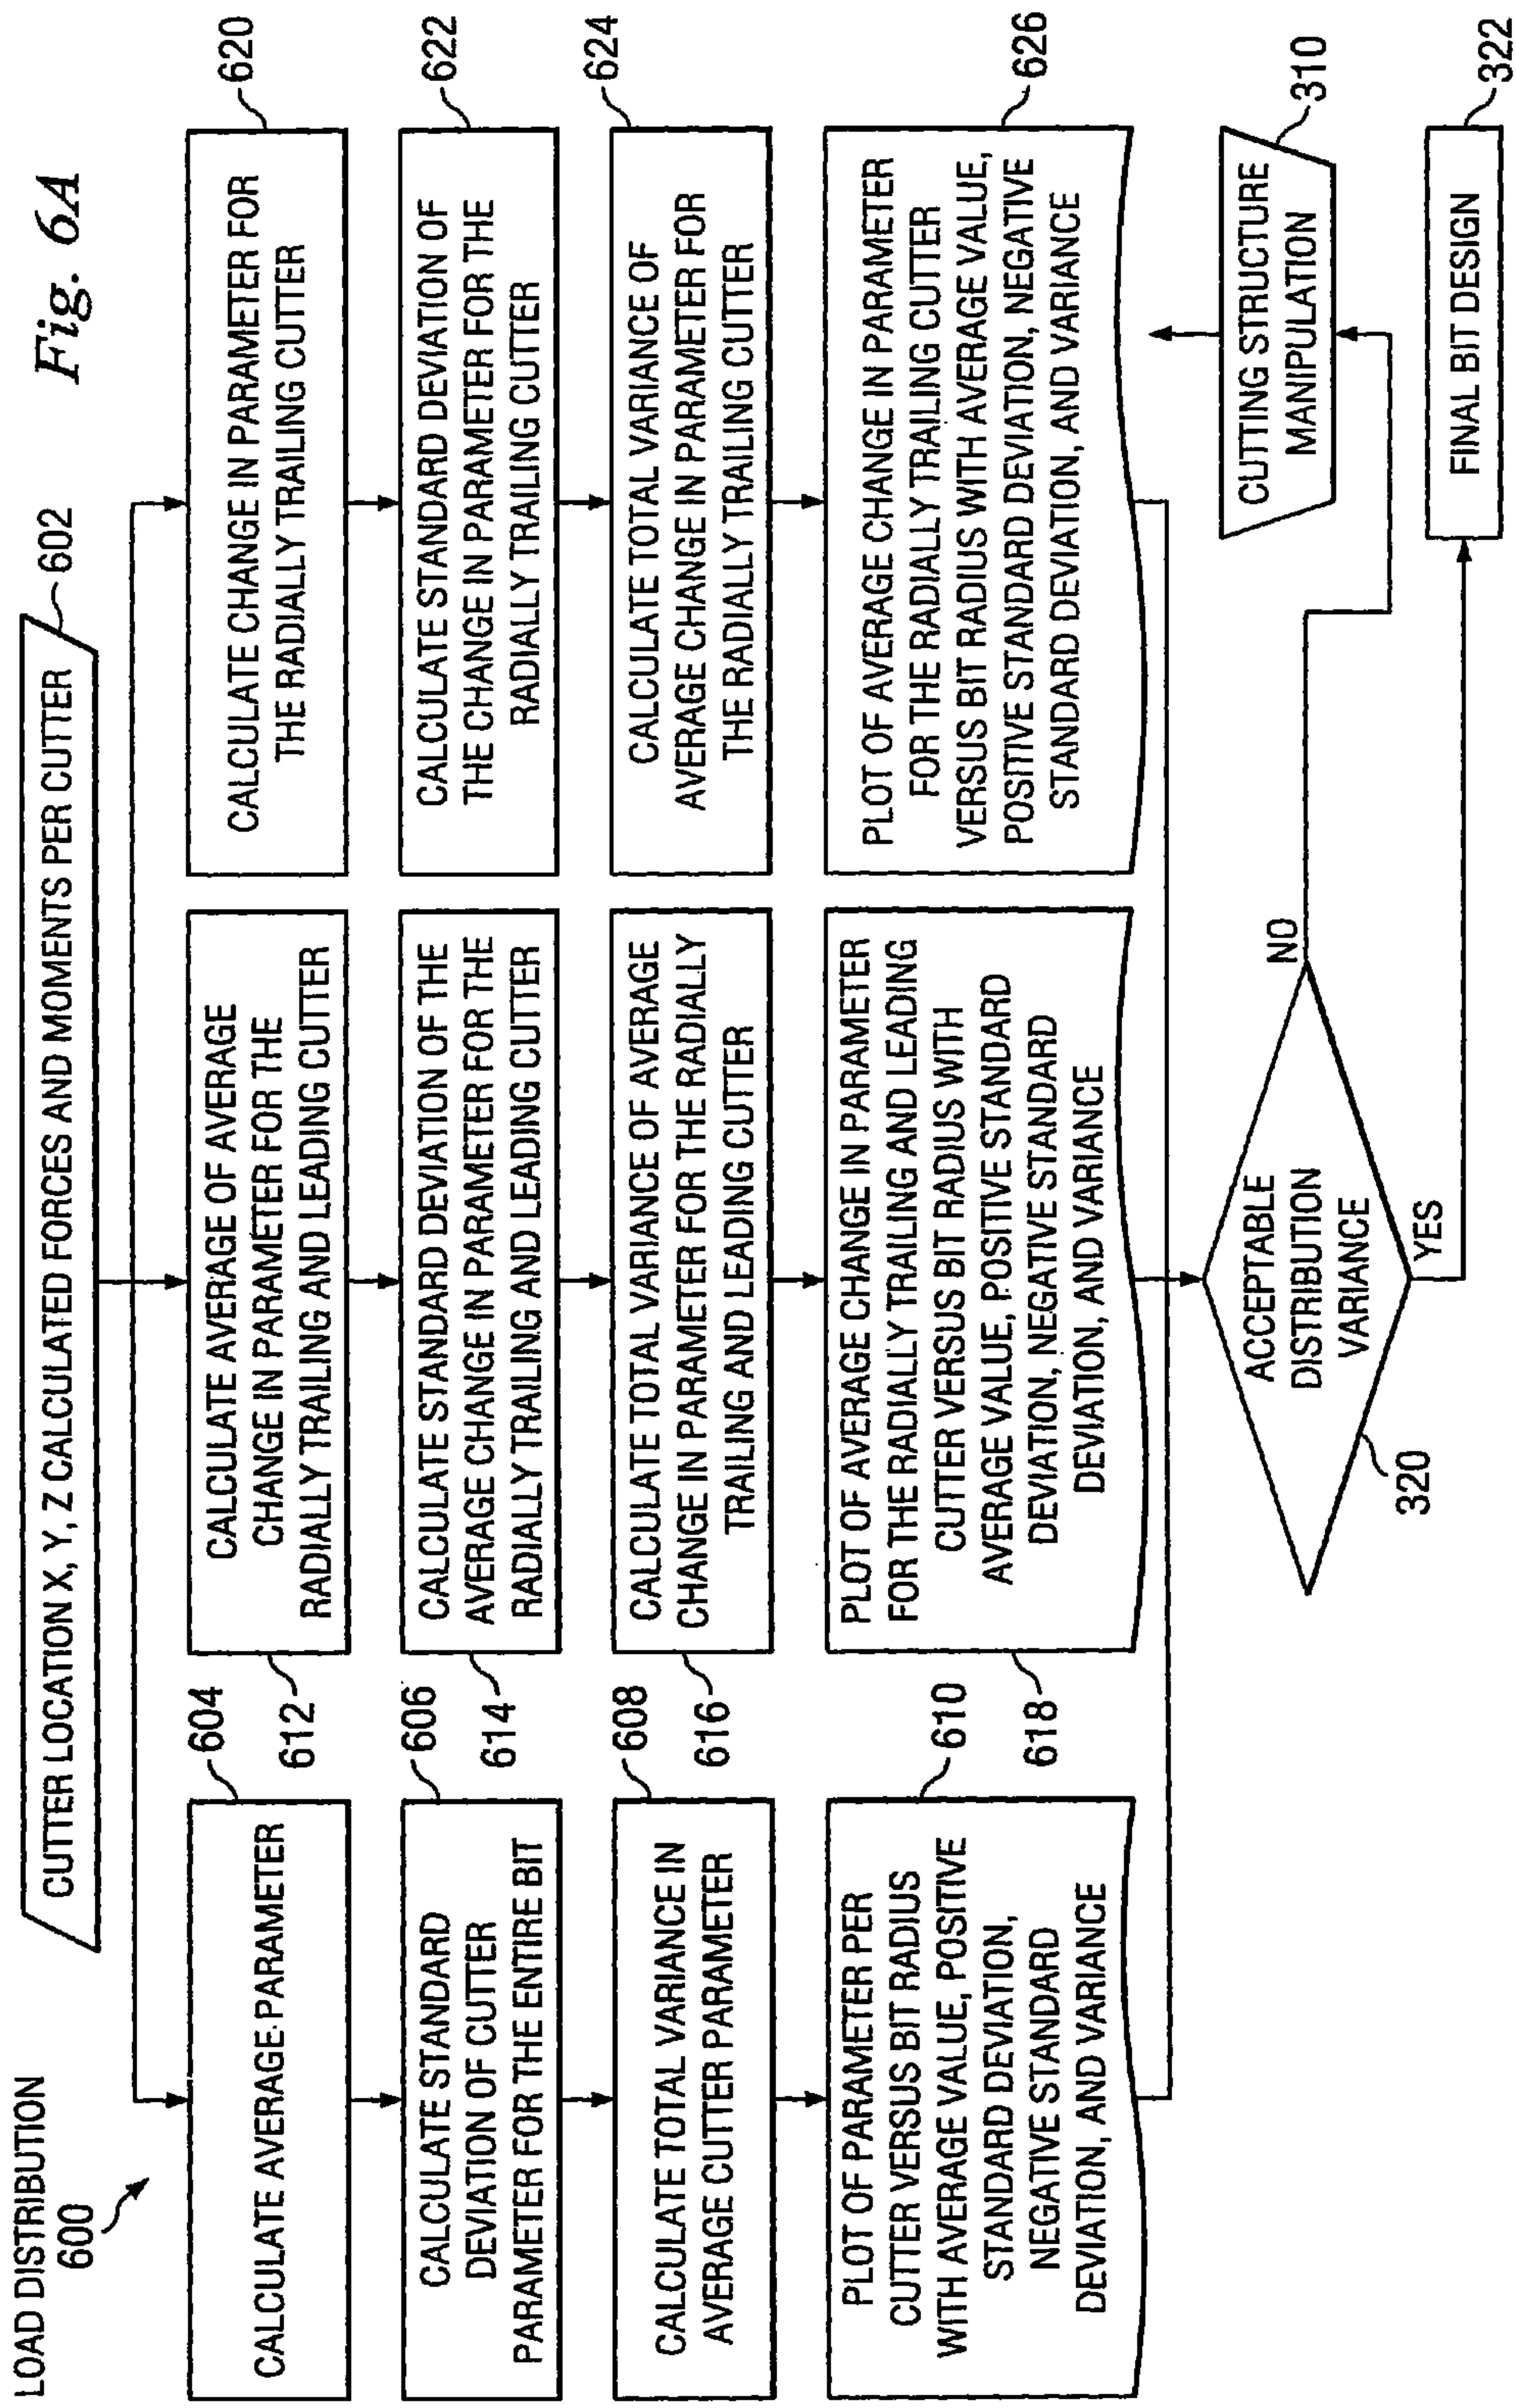 LOAD DISTRIBUTION
600
Fig. 6A
CUTTER LOCATION X, Y, Z CALCULATED FORCES AND MOMENTS PER CUTTER
602
604
CALCULATE AVERAGE PARAMETER
606
CALCULATE STANDARD
DEVIATION OF CUTTER
PARAMETER FOR THE ENTIRE BIT
608
CALCULATE TOTAL VARIANCE IN
AVERAGE CUTTER PARAMETER
610
PLOT OF PARAMETER PER
CUTTER VERSUS BIT RADIUS
WITH AVERAGE VALUE, POSITIVE
STANDARD DEVIATION,
NEGATIVE STANDARD
DEVIATION, AND VARIANCE
612
CALCULATE AVERAGE OF AVERAGE
CHANGE IN PARAMETER FOR THE
RADIALLY TRAILING AND LEADING CUTTER
614
CALCULATE STANDARD DEVIATION OF THE
AVERAGE CHANGE IN PARAMETER FOR THE
RADIALLY TRAILING AND LEADING CUTTER
616
CALCULATE TOTAL VARIANCE OF AVERAGE
CHANGE IN PARAMETER FOR THE RADIALLY
TRAILING AND LEADING CUTTER
618
PLOT OF AVERAGE CHANGE IN PARAMETER
FOR THE RADIALLY TRAILING AND LEADING
CUTTER VERSUS BIT RADIUS WITH
AVERAGE VALUE, POSITIVE STANDARD
DEVIATION, NEGATIVE STANDARD
DEVIATION, AND VARIANCE
620
CALCULATE CHANGE IN PARAMETER FOR
THE RADIALLY TRAILING CUTTER
622
CALCULATE STANDARD DEVIATION OF
THE CHANGE IN PARAMETER FOR THE
RADIALLY TRAILING CUTTER
624
CALCULATE TOTAL VARIANCE OF
AVERAGE CHANGE IN PARAMETER FOR
THE RADIALLY TRAILING CUTTER
626
PLOT OF AVERAGE CHANGE IN PARAMETER
FOR THE RADIALLY TRAILING CUTTER
VERSUS BIT RADIUS WITH AVERAGE VALUE,
POSITIVE STANDARD DEVIATION, NEGATIVE
STANDARD DEVIATION, AND VARIANCE
ACCEPTABLE
DISTRIBUTION
VARIANCE
320
NO
YES
CUTTING STRUCTURE
MANIPULATION
310
FINAL BIT DESIGN
322